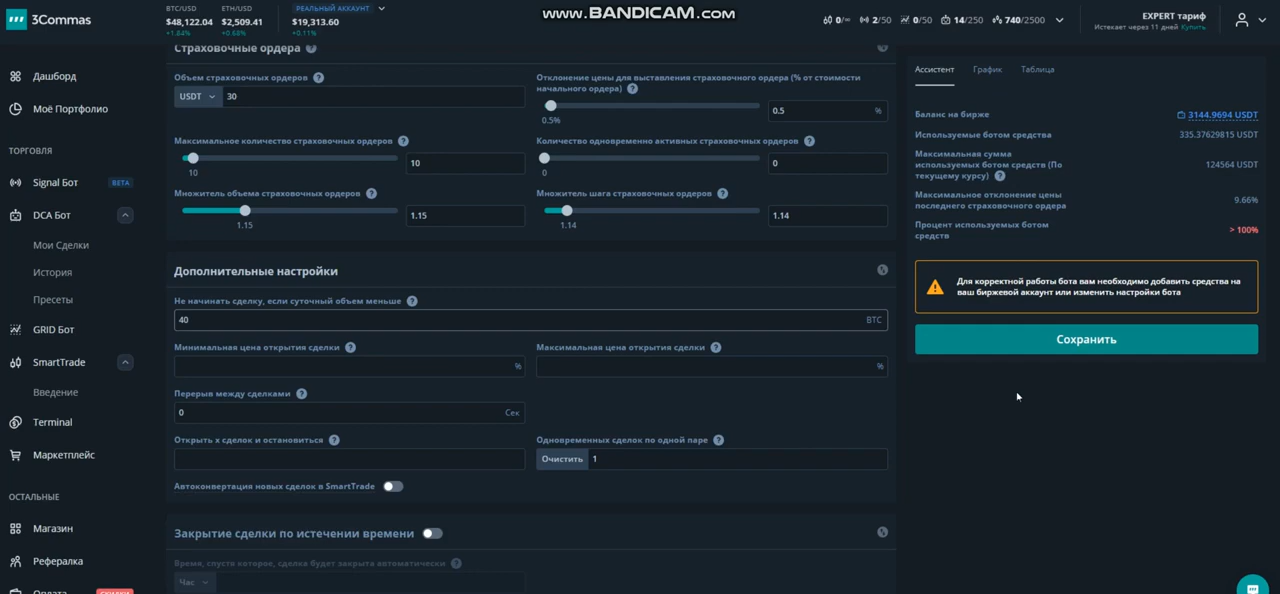 3Commas
BTC/USD
$48,122.04
+1.84%
ETH/USD
$2,509.41
+0.68%
РЕАЛЬНЫЙ АККАУНТ
$19,313.60
+0.11%
www.BANDICAM.com
0/∞
2/50
0/50
14/250
740/2500
EXPERT тариф
Истекает через 11 дней Купить
Дашборд
Моё Портфолио
ТОРГОВЛЯ
Signal Бот BETA
DCA Бот
Мои Сделки
История
Пресеты
GRID Бот
SmartTrade
Введение
Terminal
Маркетплейс
ОСТАЛЬНЫЕ
Магазин
Рефералка
Оплата СКИДКИ
Страховочные ордера ?
Объем страховочных ордеров ?
USDT 30
Отклонение цены для выставления страховочного ордера (% от стоимости
начального ордера) ?
0.5 %
0.5%
Максимальное количество страховочных ордеров ?
10
10
Количество одновременно активных страховочных ордеров ?
0
0
Множитель объема страховочных ордеров ?
1.15
1.15
Множитель шага страховочных ордеров ?
1.14
1.14
Дополнительные настройки
Не начинать сделку, если суточный объем меньше ?
40 BTC
Минимальная цена открытия сделки ?
%
Максимальная цена открытия сделки ?
%
Перерыв между сделками ?
0 Сек
Открыть x сделок и остановиться ?
Одновременных сделок по одной паре ?
Очистить 1
Автоконвертация новых сделок в SmartTrade
Закрытие сделки по истечении времени
Время, спустя которое, сделка будет закрыта автоматически ?
Час
Ассистент График Таблица
Баланс на бирже 3144.9694 USDT
Используемые ботом средства 335.37629815 USDT
Максимальная сумма
используемых ботом средств (По
текущему курсу) ? 124564 USDT
Максимальное отклонение цены
последнего страховочного ордера 9.66%
Процент используемых ботом
средств > 100%
Для корректной работы бота вам необходимо добавить средства на
ваш биржевой аккаунт или изменить настройки бота
Сохранить